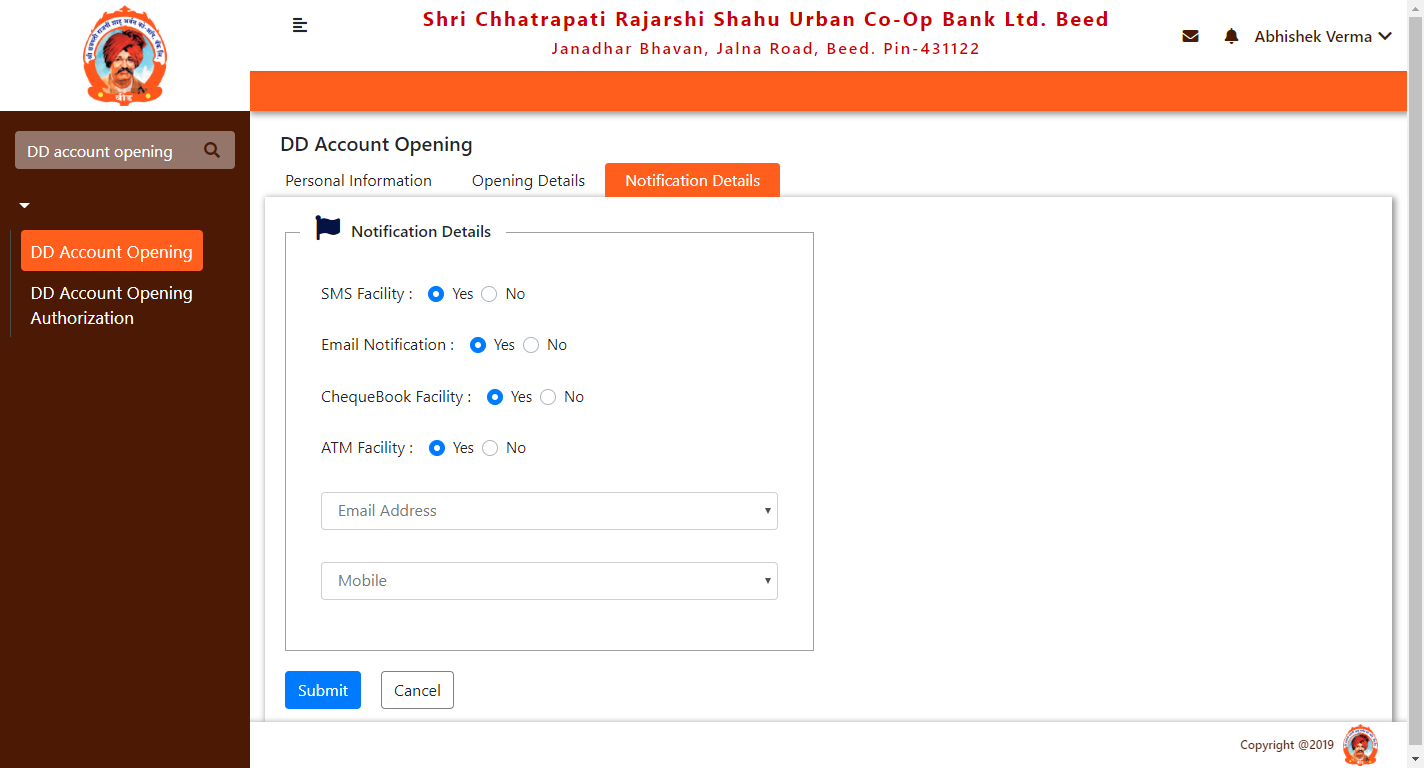 बीड
Shri Chhatrapati Rajarshi Shahu Urban Co-Op Bank Ltd. Beed
Janadhar Bhavan, Jalna Road, Beed. Pin-431122
Abhishek Verma
DD account opening
DD Account Opening
DD Account Opening
Authorization
DD Account Opening
Personal Information
Opening Details
Notification Details
Notification Details
SMS Facility : Yes No
Email Notification : Yes No
ChequeBook Facility : Yes No
ATM Facility : Yes No
Email Address
Mobile
Submit
Cancel
Copyright @2019